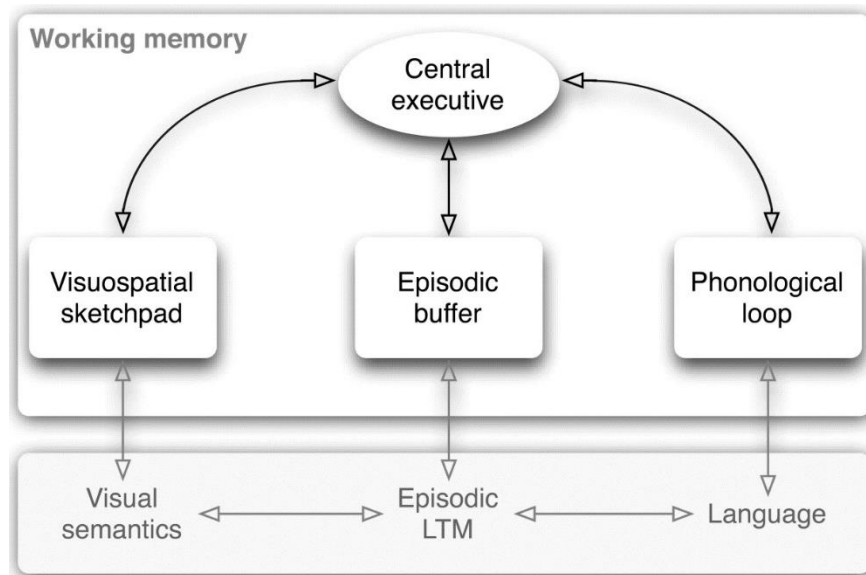 Working memory
Central
executive
Visuospatial
sketchpad
Episodic
buffer
Phonological
loop
Visual
semantics
Episodic
LTM
Language